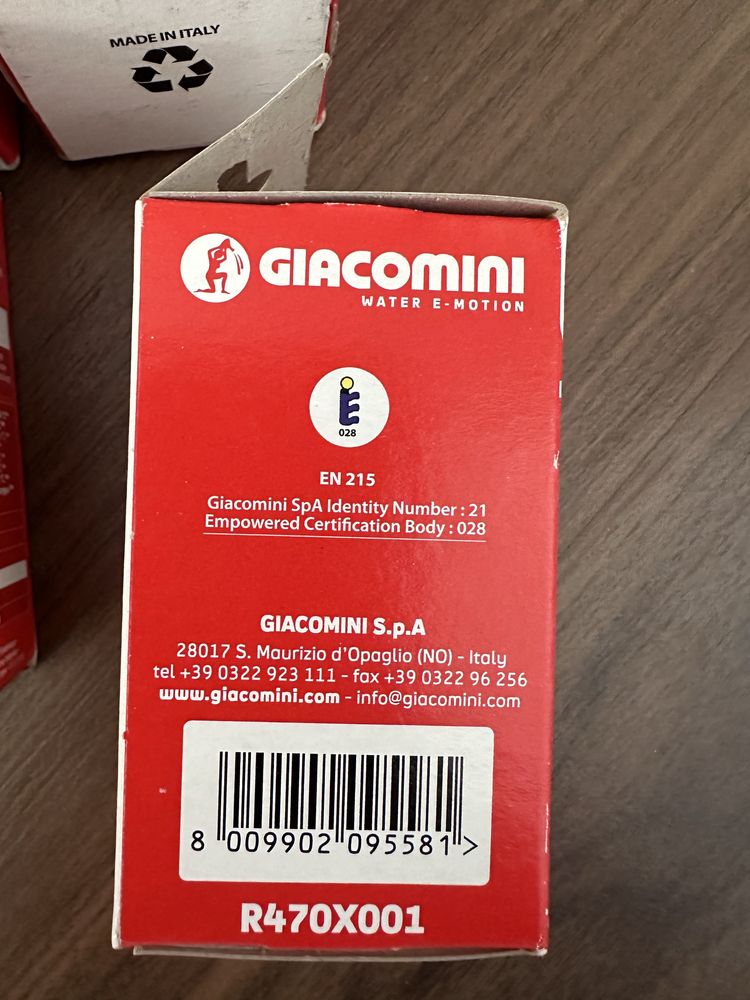 MADE IN ITALY
GIACOMINI
WATER E-MOTION
028
EN 215
Giacomini SpA Identity Number : 21
Empowered Certification Body : 028
GIACOMINI S.p.A
28017 S. Maurizio d'Opaglio (NO) - Italy
tel +39 0322 923 111 - fax +39 0322 96 256
www.giacomini.com - info@giacomini.com
8 009902 095581 >
R470X001